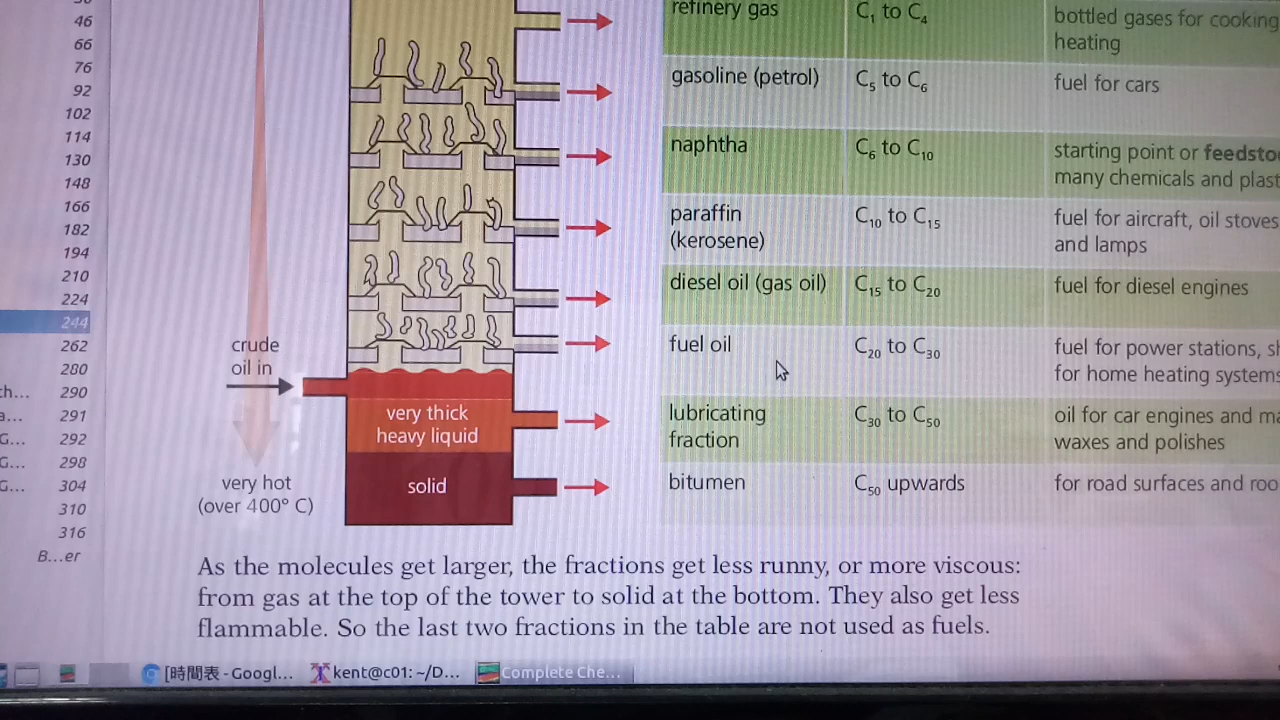 46
66
76
92
102
114
130
148
166
182
194
210
224
244
262
280
290
291
292
298
304
310
316
B...er
crude
oil in
very hot
(over 400° C)
very thick
heavy liquid
solid
refinery gas C₁ to C₄ bottled gases for cooking
heating
gasoline (petrol) C₅ to C₆ fuel for cars
naphtha C₆ to C₁₀ starting point or
many chemicals and
paraffin C₁₀ to C₁₅ fuel for aircraft, oil stoves
(kerosene) and lamps
diesel oil (gas oil) C₁₅ to C₂₀ fuel for diesel engines
fuel oil C₂₀ to C₃₀ fuel for power stations,
for home heating systems
lubricating C₃₀ to C₅₀ oil for car engines and
fraction waxes and polishes
bitumen C₅₀ upwards for road surfaces and
As the molecules get larger, the fractions get less runny, or more viscous:
from gas at the top of the tower to solid at the bottom. They also get less
flammable. So the last two fractions in the table are not used as fuels.
[時間表 - Googl... kent@c01: ~/D... Complete Che...